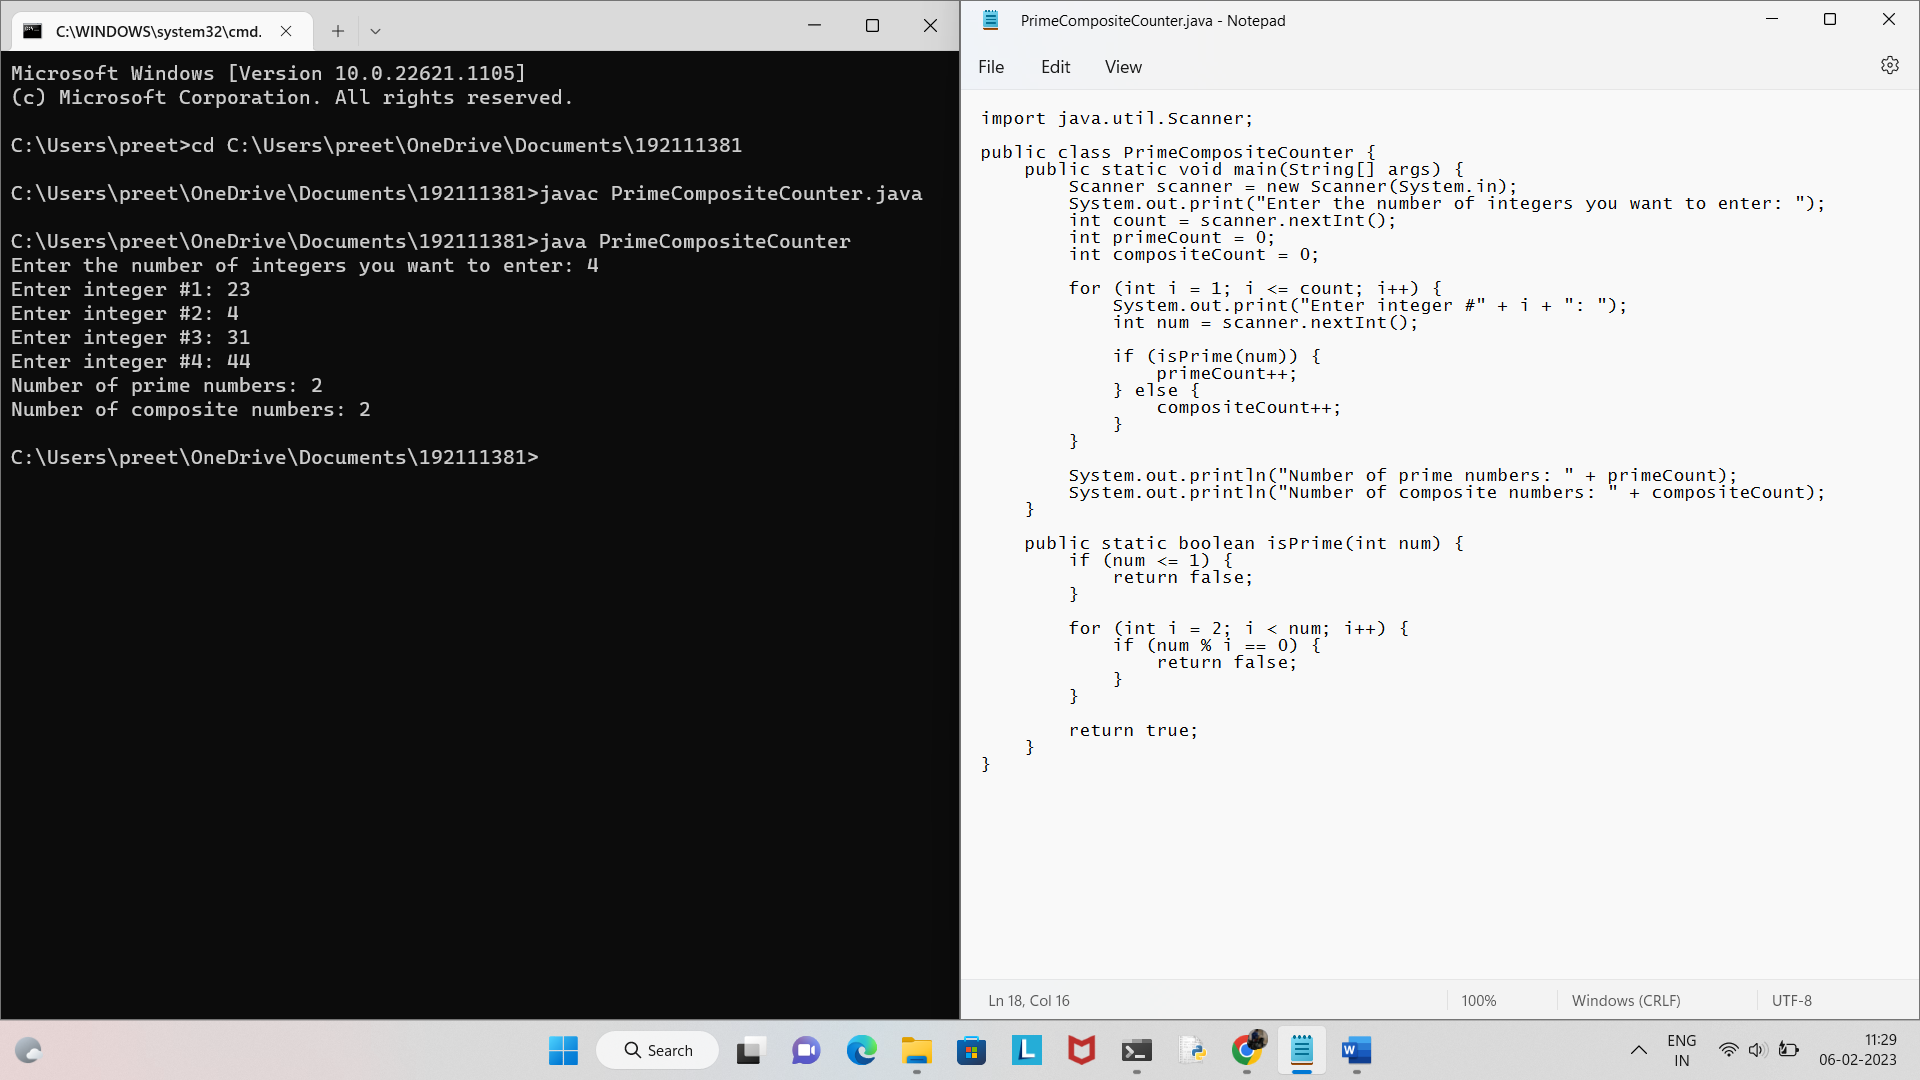 C:\WINDOWS\system32\cmd.
Microsoft Windows [Version 10.0.22621.1105]
(c) Microsoft Corporation. All rights reserved.
C:\Users\preet>cd C:\Users\preet\OneDrive\Documents\192111381
C:\Users\preet\OneDrive\Documents\192111381>javac PrimeCompositeCounter.java
C:\Users\preet\OneDrive\Documents\192111381>java PrimeCompositeCounter
Enter the number of integers you want to enter: 4
Enter integer #1: 23
Enter integer #2: 4
Enter integer #3: 31
Enter integer #4: 44
Number of prime numbers: 2
Number of composite numbers: 2
C:\Users\preet\OneDrive\Documents\192111381>
PrimeCompositeCounter.java - Notepad
File Edit View
import java.util.Scanner;
public class PrimeCompositeCounter {
    public static void main(String[] args) {
        Scanner scanner = new Scanner(System.in);
        System.out.print("Enter the number of integers you want to enter: ");
        int count = scanner.nextInt();
        int primeCount = 0;
        int compositeCount = 0;
        for (int i = 1; i <= count; i++) {
            System.out.print("Enter integer #" + i + ": ");
            int num = scanner.nextInt();
            if (isPrime(num)) {
                primeCount++;
            } else {
                compositeCount++;
            }
        }
        System.out.println("Number of prime numbers: " + primeCount);
        System.out.println("Number of composite numbers: " + compositeCount);
    }
    public static boolean isPrime(int num) {
        if (num <= 1) {
            return false;
        }
        for (int i = 2; i < num; i++) {
            if (num % i == 0) {
                return false;
            }
        }
        return true;
    }
}
Ln 18, Col 16 100% Windows (CRLF) UTF-8
Search
ENG
IN
11:29
06-02-2023